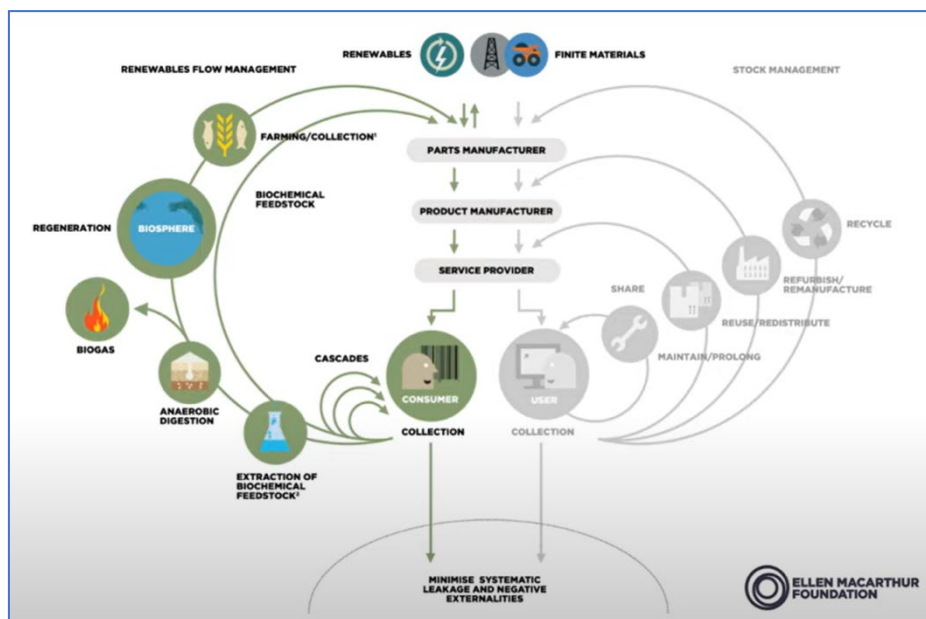 RENEWABLES
FINITE MATERIALS
RENEWABLES FLOW MANAGEMENT
STOCK MANAGEMENT
FARMING/COLLECTION¹
PARTS MANUFACTURER
BIOCHEMICAL
FEEDSTOCK
PRODUCT MANUFACTURER
REGENERATION
BIOSPHERE
RECYCLE
SERVICE PROVIDER
SHARE
REFURBISH/
REMANUFACTURE
REUSE/REDISTRIBUTE
BIOGAS
CASCADES
MAINTAIN/PROLONG
CONSUMER
USER
ANAEROBIC
DIGESTION
COLLECTION
COLLECTION
EXTRACTION OF
BIOCHEMICAL
FEEDSTOCK²
MINIMISE SYSTEMATIC
LEAKAGE AND NEGATIVE
EXTERNALITIES
ELLEN MACARTHUR
FOUNDATION